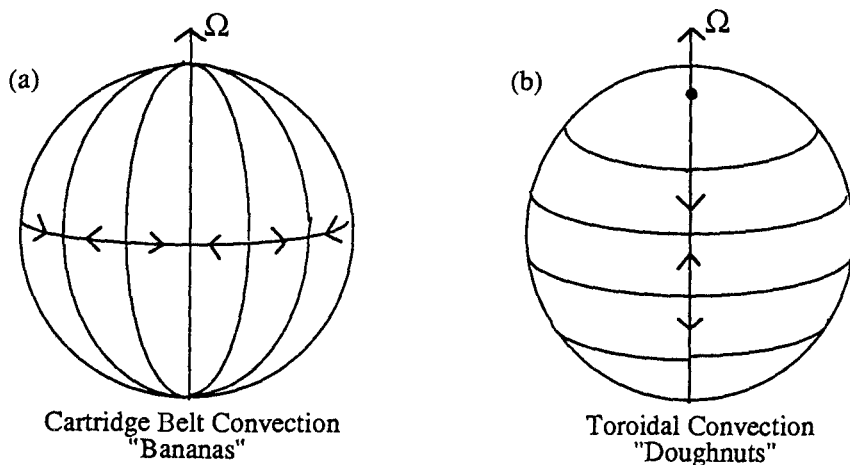 (a)
Ω
Cartridge Belt Convection
"Bananas"
(b)
Ω
Toroidal Convection
"Doughnuts"